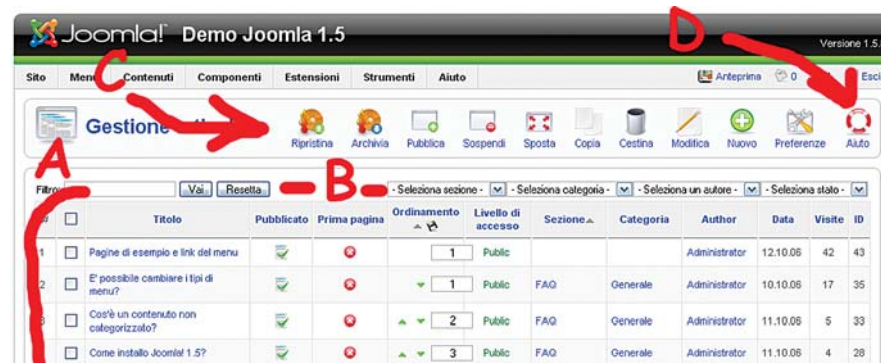 Joomla! Demo Joomla 1.5
D
Versione 1.5.
Sito Menu Contenuti Componenti Estensioni Strumenti Aiuto Anteprima 0 Esci
C
Gestione
Ripristina Archivia Pubblica Sospendi Sposta Copia Cestina Modifica Nuovo Preferenze Aiuto
A
Filtro: Vai Resetta B - Seleziona sezione - - Seleziona categoria - - Seleziona un autore - - Seleziona stato -
# Titolo Pubblicato Prima pagina Ordinamento Livello di accesso Sezione Categoria Author Data Visite ID
1 Pagine di esempio e link del menu 1 Public Administrator 12.10.06 42 43
2 E' possibile cambiare i tipi di menu? 1 Public FAQ Generale Administrator 10.10.06 17 35
3 Cos'è un contenuto non categorizzato? 2 Public FAQ Generale Administrator 11.10.06 5 33
Come installo Joomla! 1.5? 3 Public FAQ Generale Administrator 11.10.06 4 28